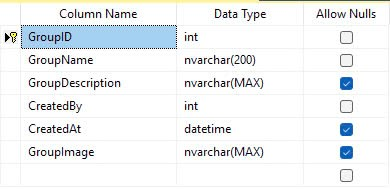 Column Name Data Type Allow Nulls
GroupID int
GroupName nvarchar(200)
GroupDescription nvarchar(MAX)
CreatedBy int
CreatedAt datetime
GroupImage nvarchar(MAX)